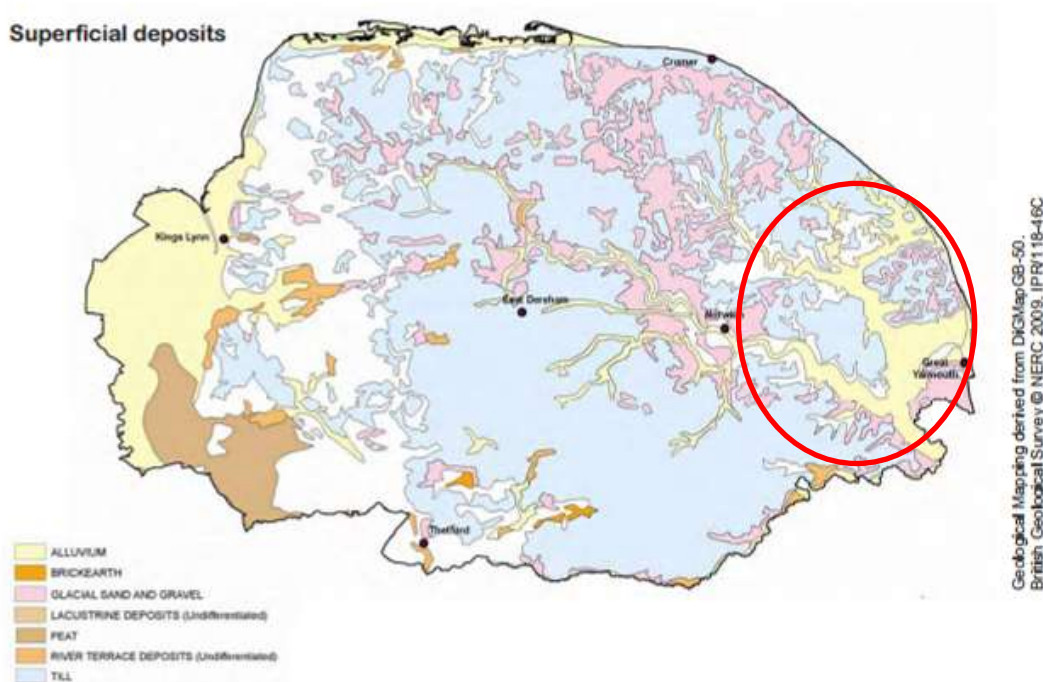 Superficial deposits
Cromer
Kings Lynn
East Dereham
Norwich
Great
Yarmouth
Thetford
ALLUVIUM
BRICKEARTH
GLACIAL SAND AND GRAVEL
LACUSTRINE DEPOSITS (Undifferentiated)
PEAT
RIVER TERRACE DEPOSITS (Undifferentiated)
TILL
Geological Mapping derived from DiGMapGB-50.
British Geological Survey © NERC 2009. IPR/118-46C